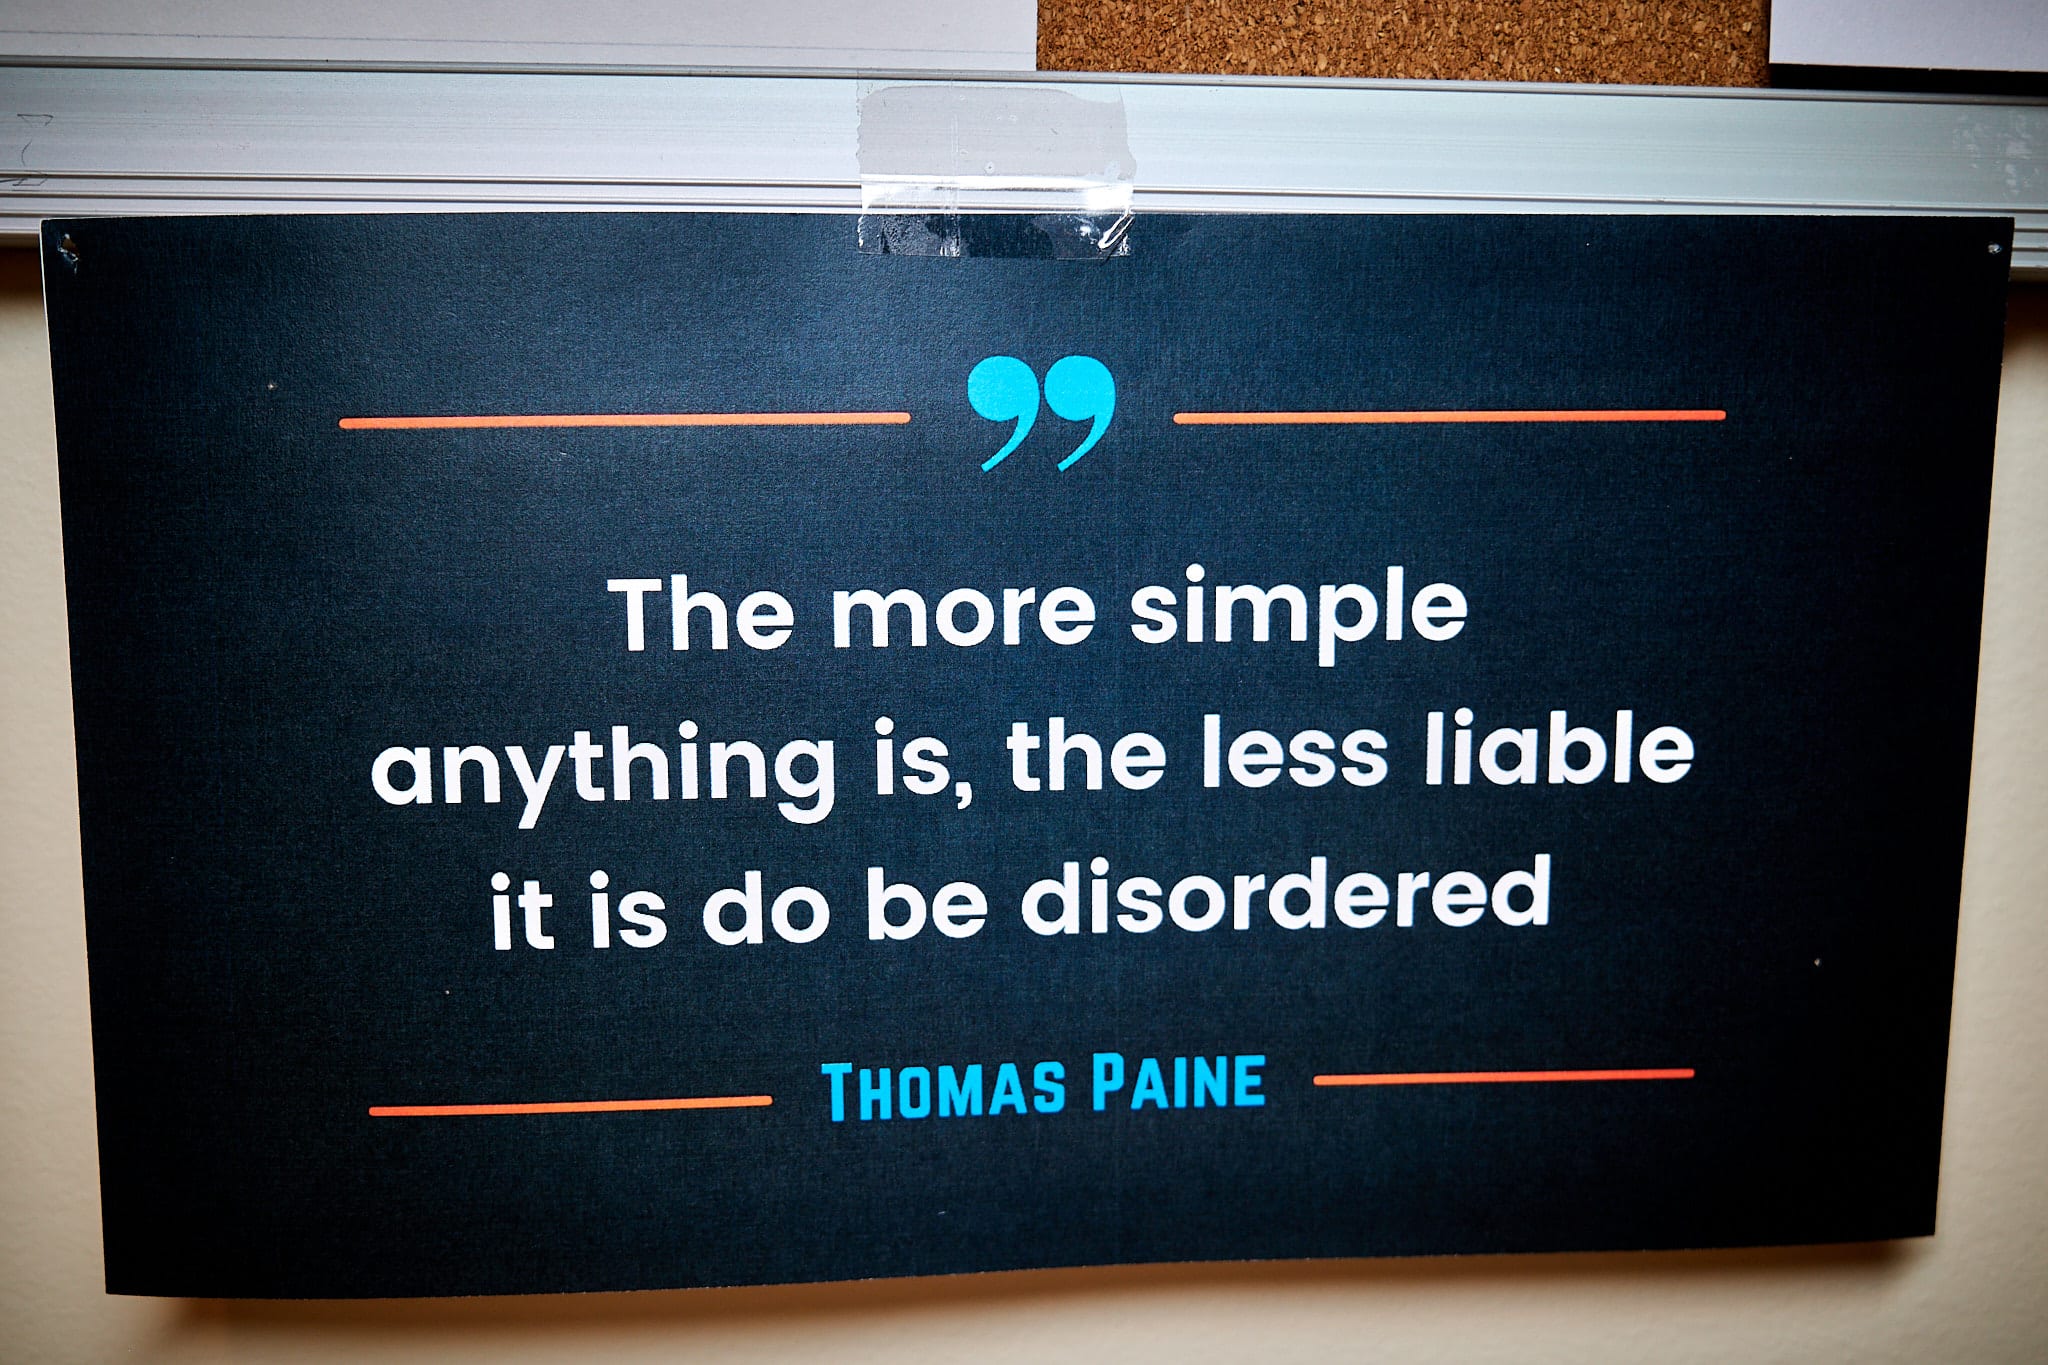 ”
The more simple
anything is, the less liable
it is do be disordered
Thomas Paine